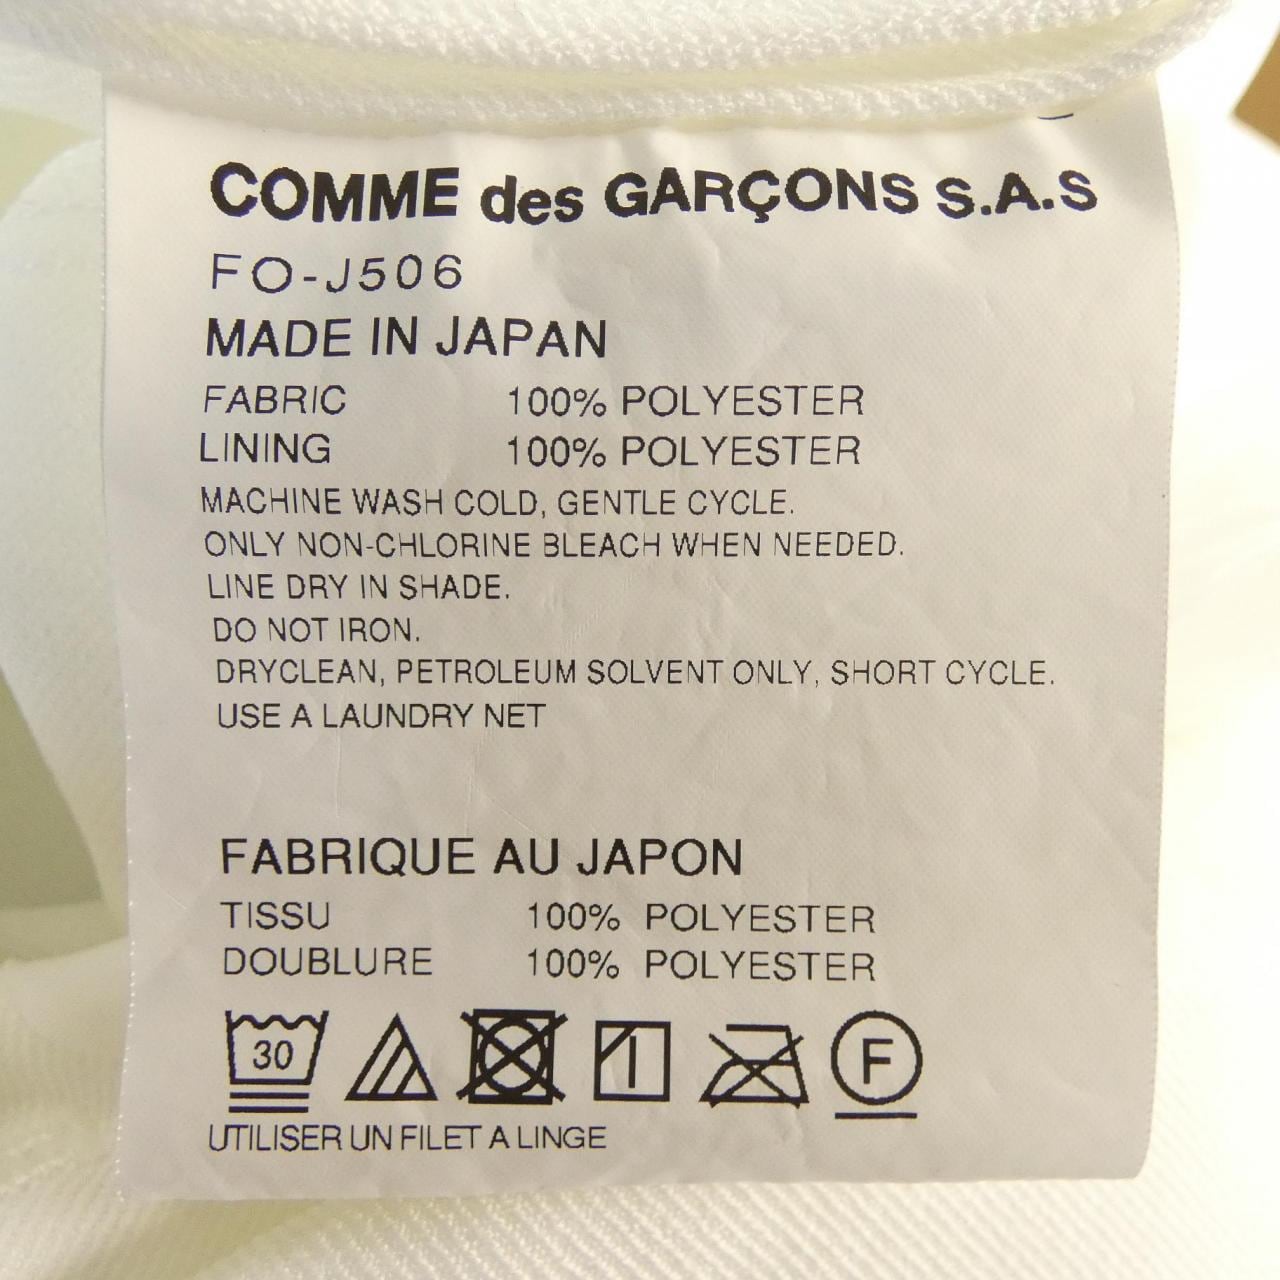 COMME des GARÇONS S.A.S
FO-J506
MADE IN JAPAN
FABRIC 100% POLYESTER
LINING 100% POLYESTER
MACHINE WASH COLD, GENTLE CYCLE.
ONLY NON-CHLORINE BLEACH WHEN NEEDED.
LINE DRY IN SHADE.
DO NOT IRON.
DRYCLEAN, PETROLEUM SOLVENT ONLY, SHORT CYCLE.
USE A LAUNDRY NET
FABRIQUE AU JAPON
TISSU 100% POLYESTER
DOUBLURE 100% POLYESTER
30 F
UTILISER UN FILET A LINGE